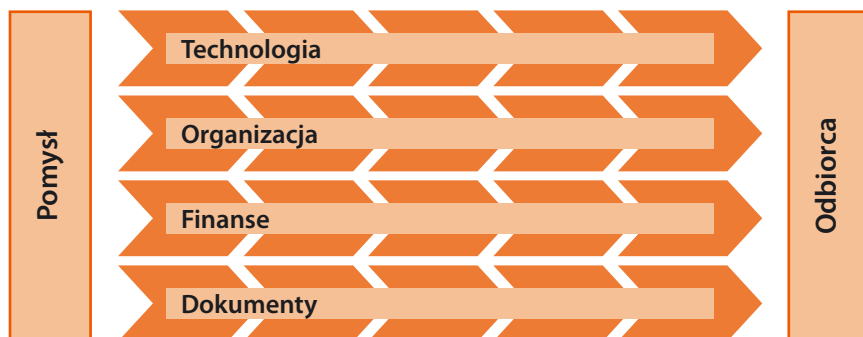 Pomysł
Technologia
Organizacja
Finanse
Dokumenty
Odbiorca